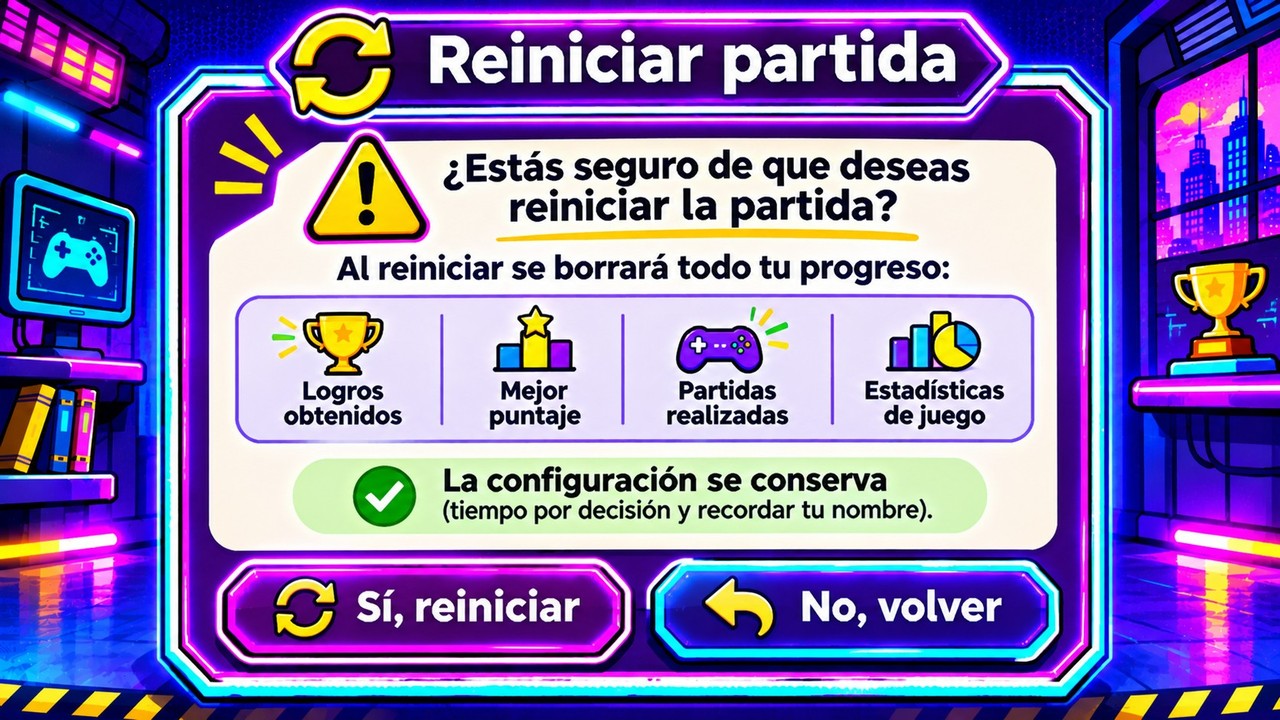 Reiniciar partida
¿Estás seguro de que deseas
reiniciar la partida?
Al reiniciar se borrará todo tu progreso:
Logros
obtenidos
Mejor
puntaje
Partidas
realizadas
Estadísticas
de juego
La configuración se conserva
(tiempo por decisión y recordar tu nombre).
Sí, reiniciar
No, volver